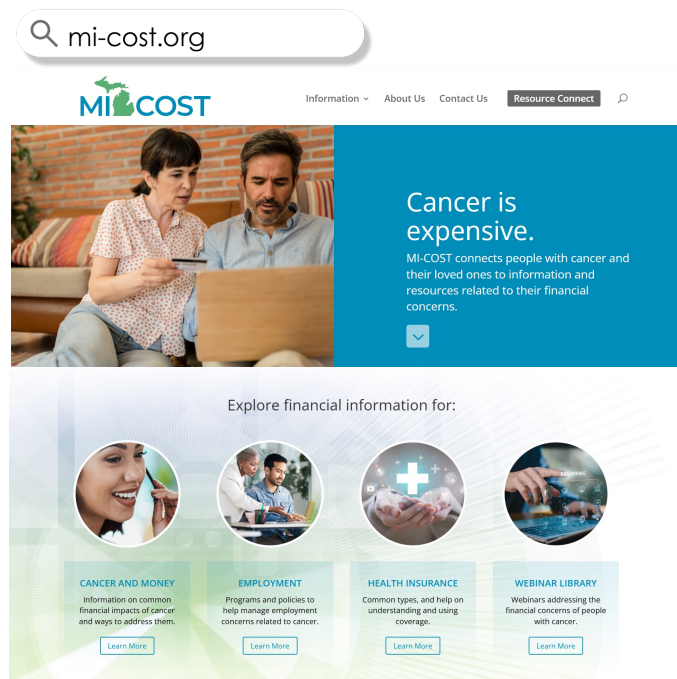 mi-cost.org
MI COST
Information About Us Contact Us Resource Connect
Cancer is
expensive.
MI-COST connects people with cancer and
their loved ones to information and
resources related to their financial
concerns.
Explore financial information for:
CANCER AND MONEY
Information on common
financial impacts of cancer
and ways to address them.
Learn More
EMPLOYMENT
Programs and policies to
help manage employment
concerns related to cancer.
Learn More
HEALTH INSURANCE
Common types, and help on
understanding and using
coverage.
Learn More
WEBINAR LIBRARY
Webinars addressing the
financial concerns of people
with cancer.
Learn More